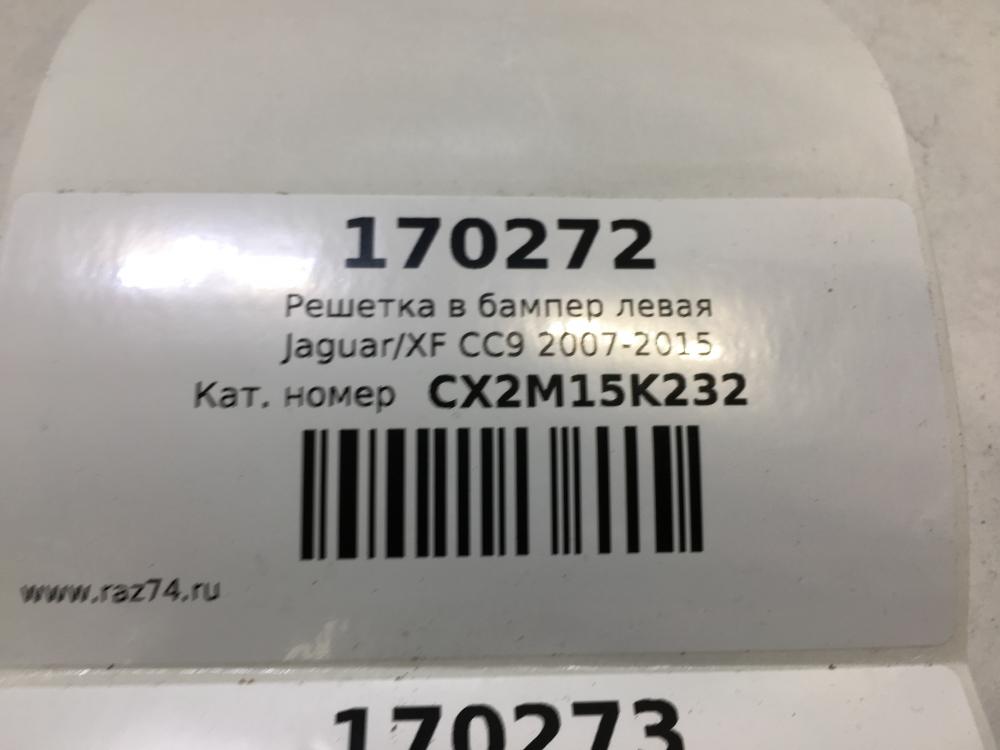 170272
Решетка в бампер левая
Jaguar/XF CC9 2007-2015
Кат. номер CX2M15K232
www.raz74.ru
170273